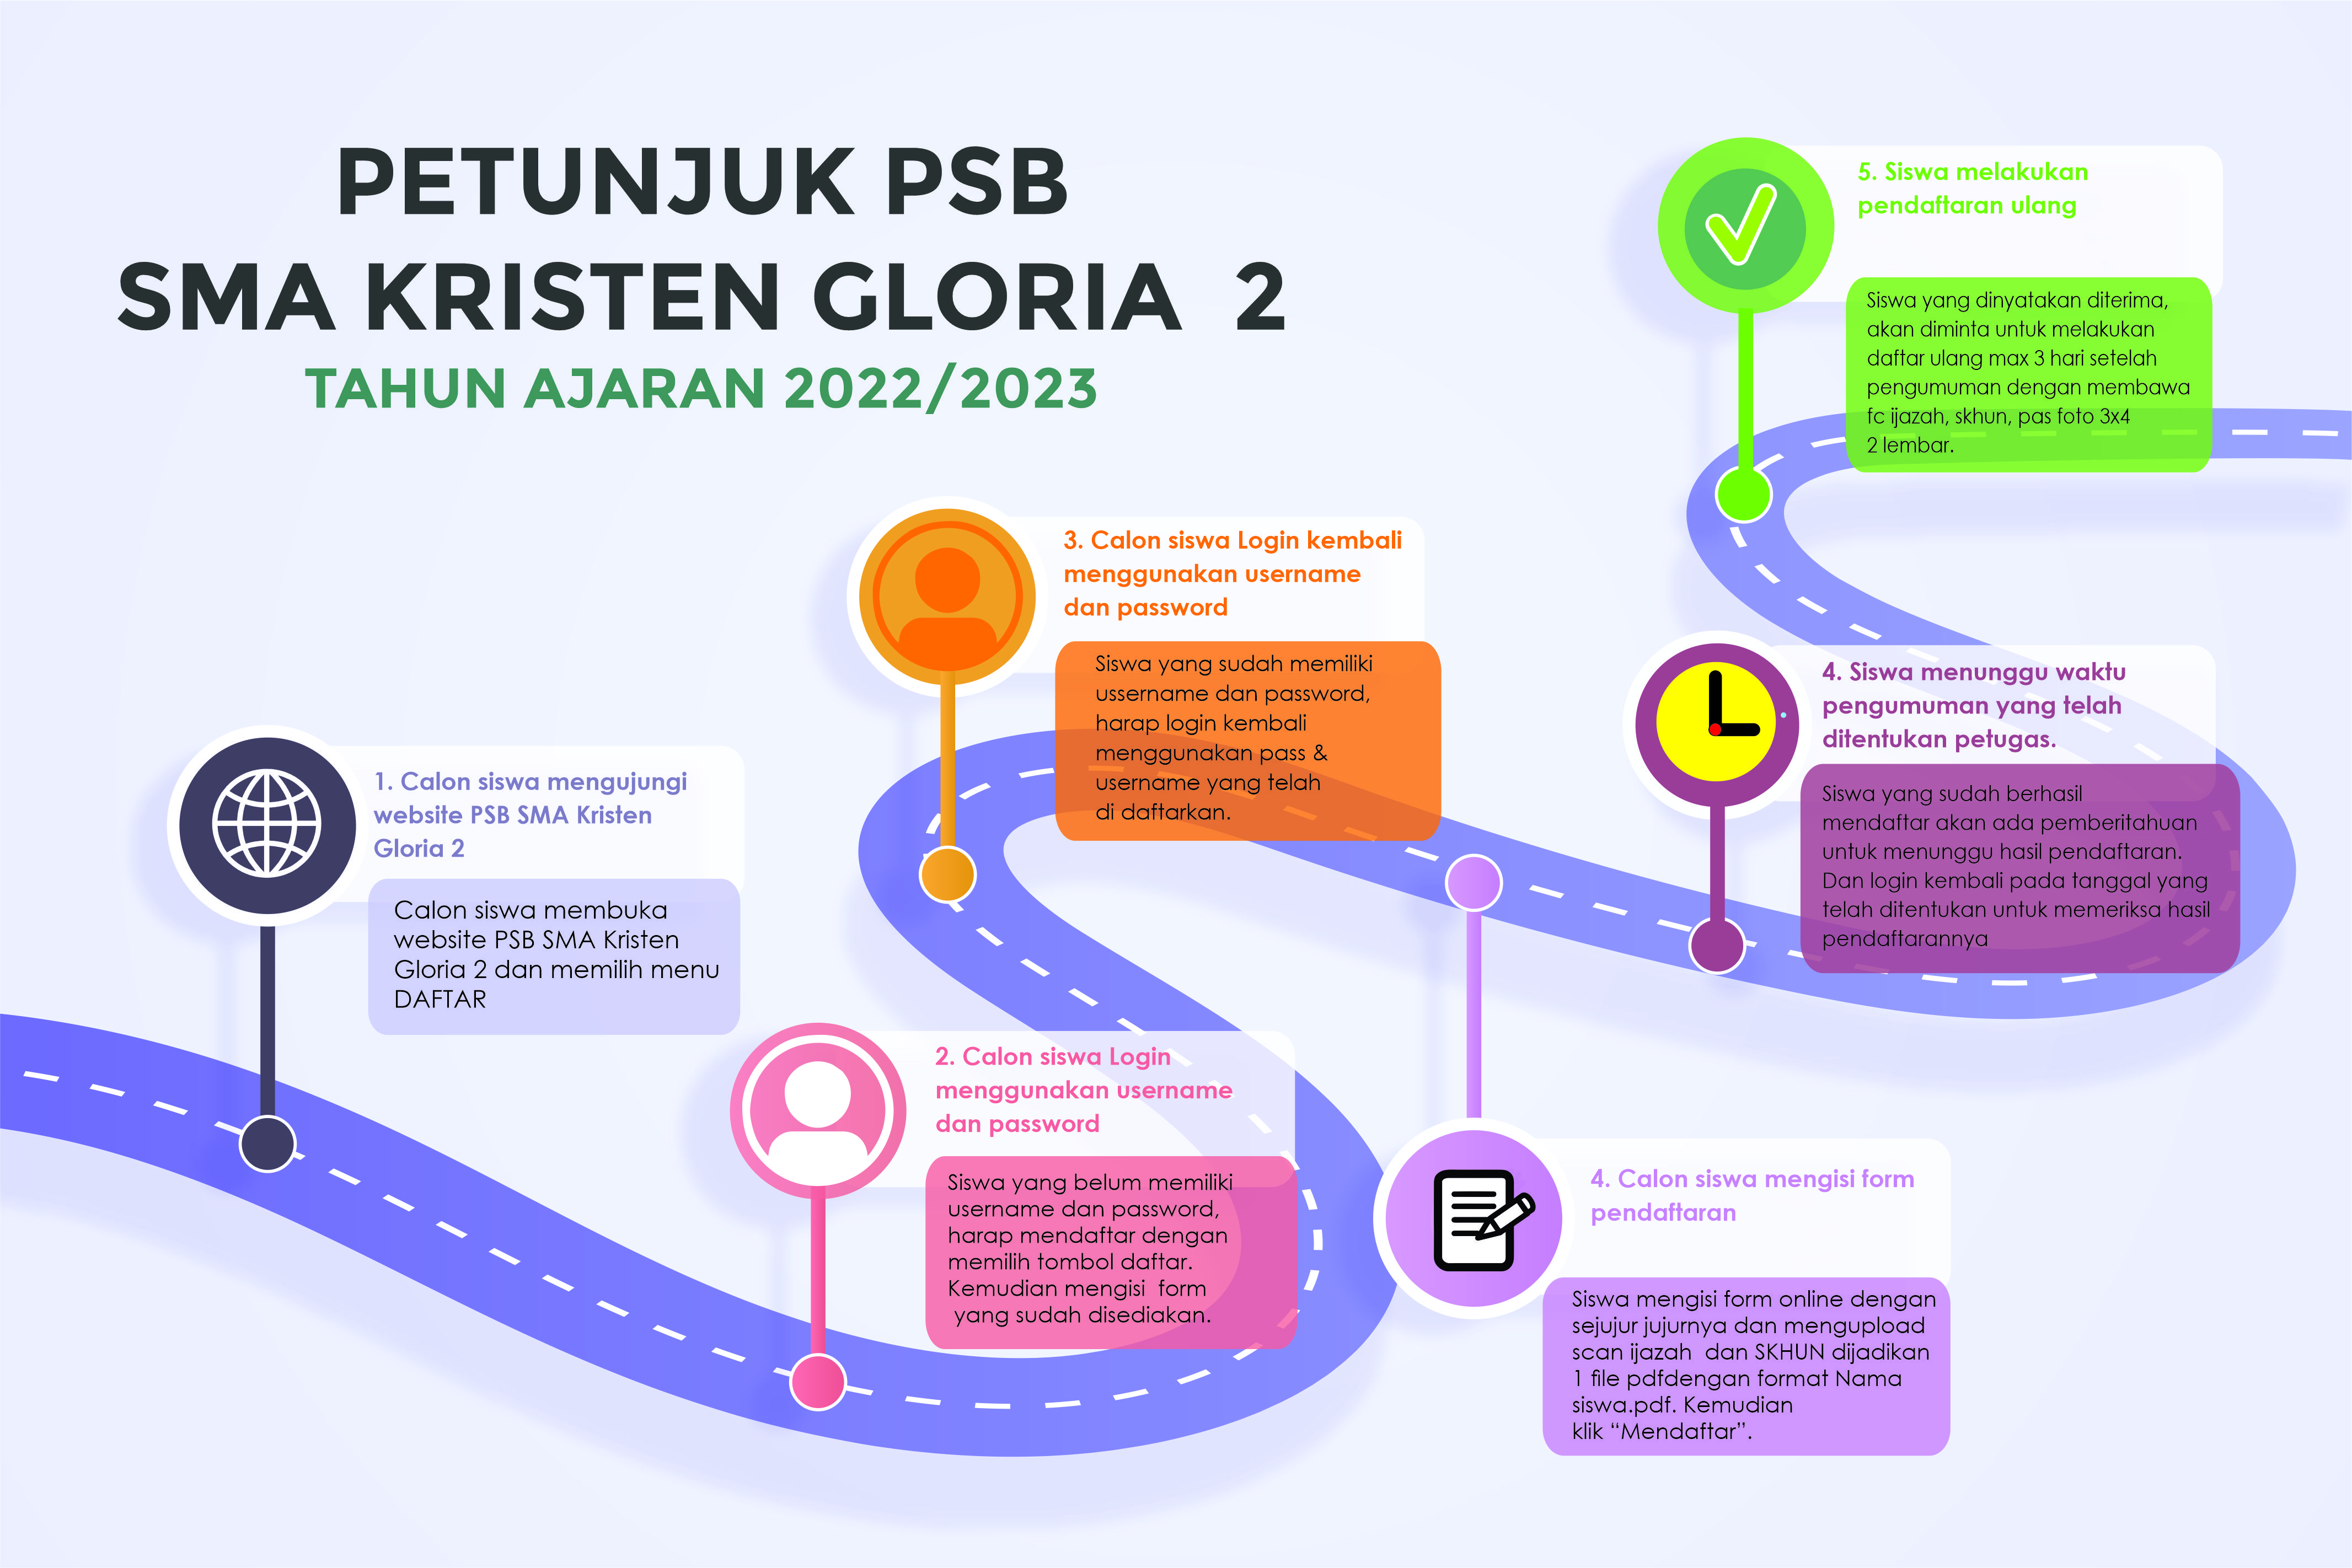 PETUNJUK PSB
SMA KRISTEN GLORIA 2
TAHUN AJARAN 2022/2023
1. Calon siswa mengujungi
website PSB SMA Kristen
Gloria 2
Calon siswa membuka
website PSB SMA Kristen
Gloria 2 dan memilih menu
DAFTAR
2. Calon siswa Login
menggunakan username
dan password
Siswa yang belum memiliki
username dan password,
harap mendaftar dengan
memilih tombol daftar.
Kemudian mengisi form
yang sudah disediakan.
3. Calon siswa Login kembali
menggunakan username
dan password
Siswa yang sudah memiliki
ussername dan password,
harap login kembali
menggunakan pass &
username yang telah
di daftarkan.
4. Calon siswa mengisi form
pendaftaran
Siswa mengisi form online dengan
sejujur jujurnya dan mengupload
scan ijazah dan SKHUN dijadikan
1 file pdfdengan format Nama
siswa.pdf. Kemudian
klik “Mendaftar”.
4. Siswa menunggu waktu
pengumuman yang telah
ditentukan petugas.
Siswa yang sudah berhasil
mendaftar akan ada pemberitahuan
untuk menunggu hasil pendaftaran.
Dan login kembali pada tanggal yang
telah ditentukan untuk memeriksa hasil
pendaftarannya
5. Siswa melakukan
pendaftaran ulang
Siswa yang dinyatakan diterima,
akan diminta untuk melakukan
daftar ulang max 3 hari setelah
pengumuman dengan membawa
fc ijazah, skhun, pas foto 3x4
2 lembar.